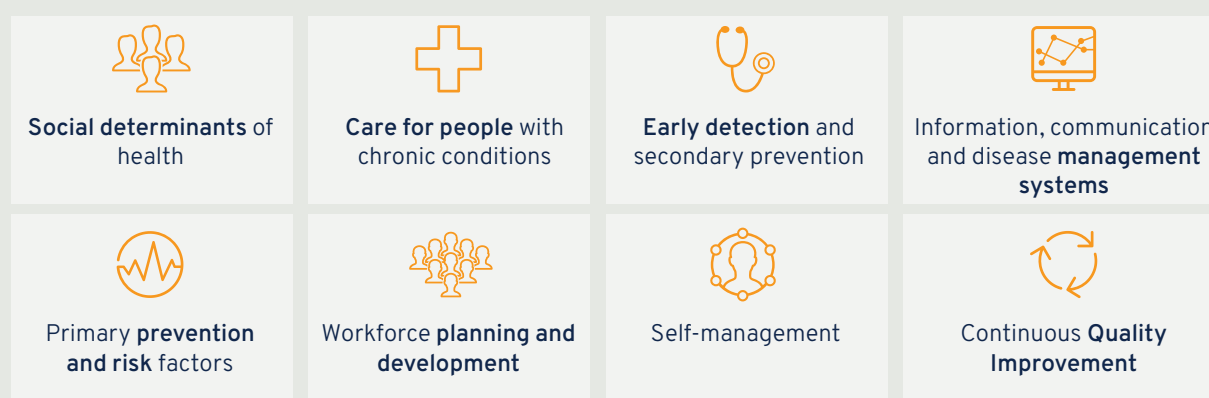 Social determinants of
health
Care for people with
chronic conditions
Early detection and
secondary prevention
Information, communication
and disease management
systems
Primary prevention
and risk factors
Workforce planning and
development
Self-management
Continuous Quality
Improvement